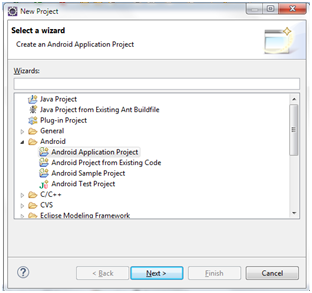 New Project
Select a wizard
Create an Android Application Project
Wizards:
Java Project
Java Project from Existing Ant Buildfile
Plug-in Project
General
Android
Android Application Project
Android Project from Existing Code
Android Sample Project
Android Test Project
C/C++
CVS
Eclipse Modeling Framework
?
< Back
Next >
Finish
Cancel